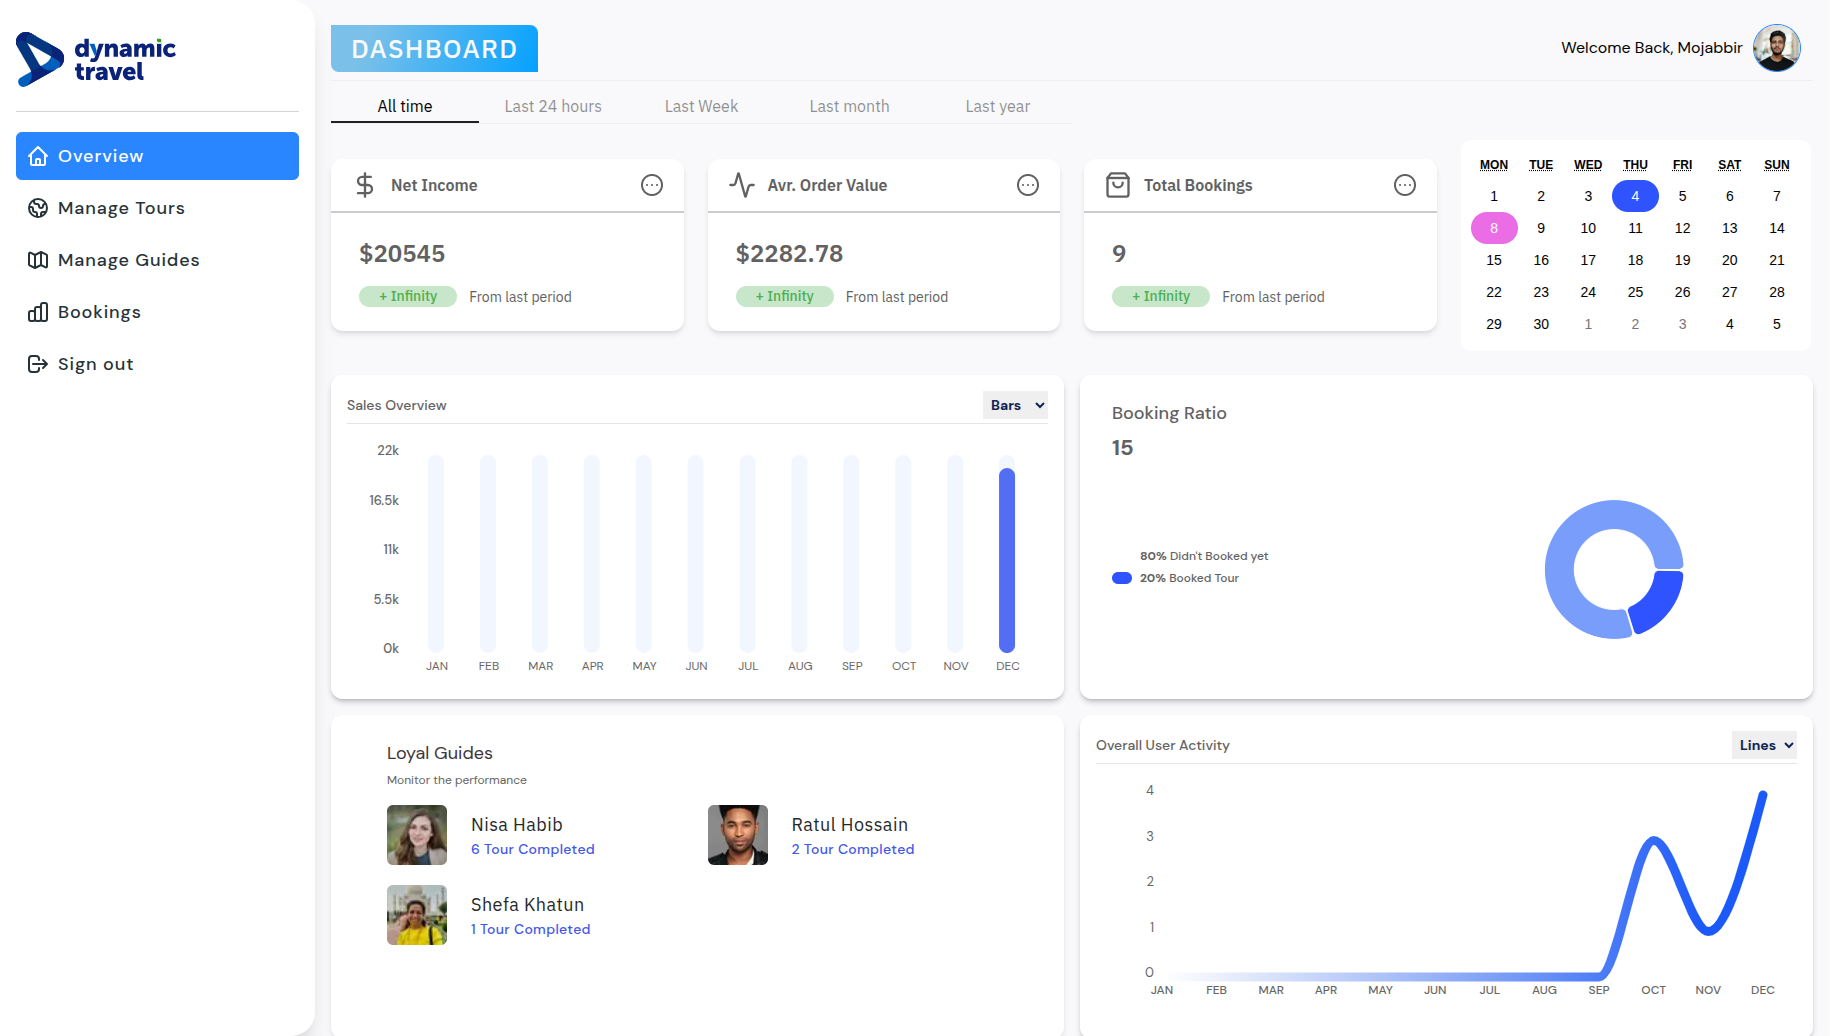 dynamic
travel
Overview
Manage Tours
Manage Guides
Bookings
Sign out
DASHBOARD
Welcome Back, Mojabbir
All time
Last 24 hours
Last Week
Last month
Last year
Net Income
$20545
+ Infinity From last period
Avr. Order Value
$2282.78
+ Infinity From last period
Total Bookings
9
+ Infinity From last period
MON TUE WED THU FRI SAT SUN
1 2 3 4 5 6 7
8 9 10 11 12 13 14
15 16 17 18 19 20 21
22 23 24 25 26 27 28
29 30 1 2 3 4 5
Sales Overview
Bars
22k
16.5k
11k
5.5k
0k
JAN FEB MAR APR MAY JUN JUL AUG SEP OCT NOV DEC
Booking Ratio
15
80% Didn't Booked yet
20% Booked Tour
Loyal Guides
Monitor the performance
Nisa Habib
6 Tour Completed
Ratul Hossain
2 Tour Completed
Shefa Khatun
1 Tour Completed
Overall User Activity
Lines
4
3
2
1
0
JAN FEB MAR APR MAY JUN JUL AUG SEP OCT NOV DEC